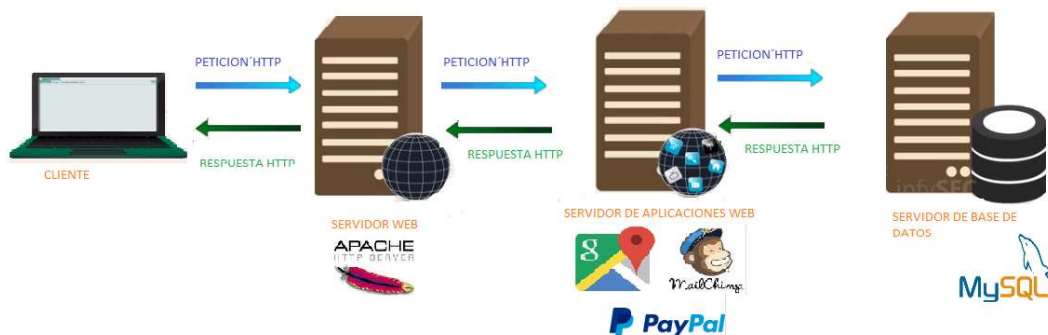 PETICION´HTTP
PETICION´HTTP
PETICION´HTTP
RESPUESTA HTTP
RESPUESTA HTTP
RESPUESTA HTTP
CLIENTE
SERVIDOR WEB
SERVIDOR DE APLICACIONES WEB
SERVIDOR DE BASE DE
DATOS
infySEC
APACHE
HTTP SERVER
g
MailChimp
PayPal
MySQL